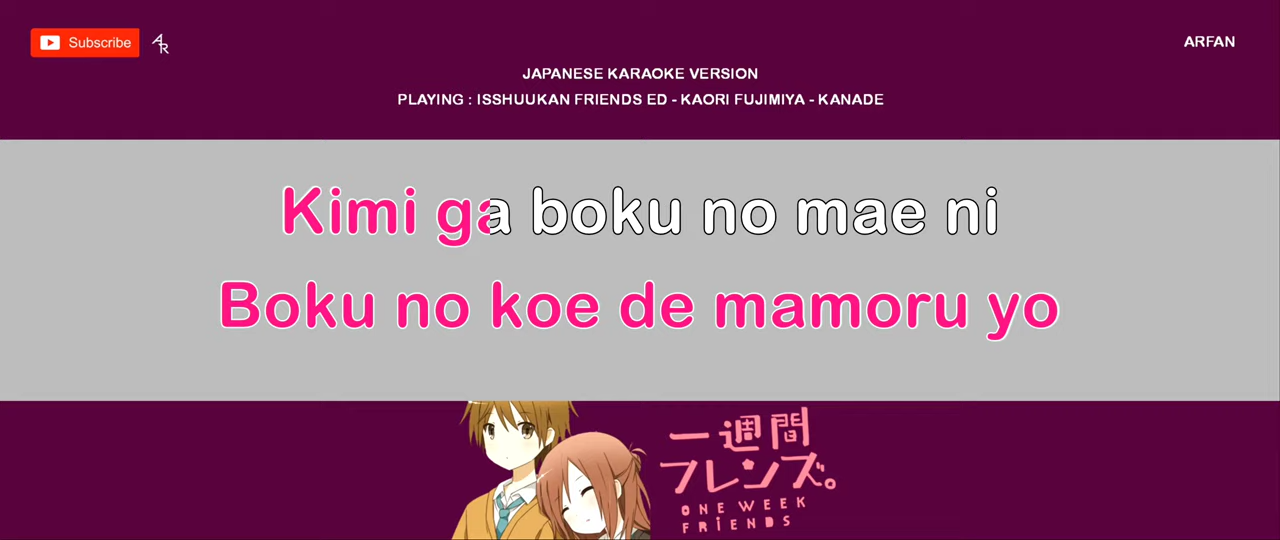 Subscribe
AR
ARFAN
JAPANESE KARAOKE VERSION
PLAYING : ISSHUUKAN FRIENDS ED - KAORI FUJIMIYA - KANADE
Kimi ga boku no mae ni
Boku no koe de mamoru yo
一週間
フレンズ。
ONE WEEK
FRiENDS